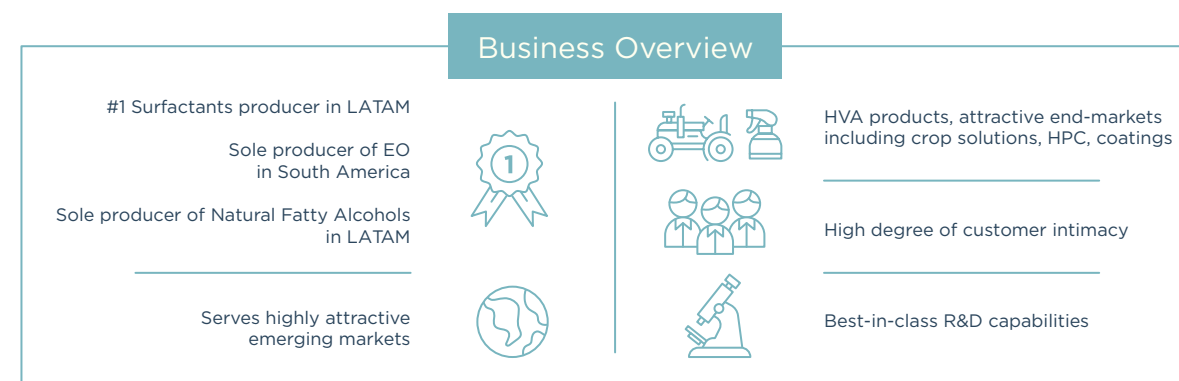 Business Overview
#1 Surfactants producer in LATAM
Sole producer of EO
in South America
Sole producer of Natural Fatty Alcohols
in LATAM
Serves highly attractive
emerging markets
1
HVA products, attractive end-markets
including crop solutions, HPC, coatings
High degree of customer intimacy
Best-in-class R&D capabilities